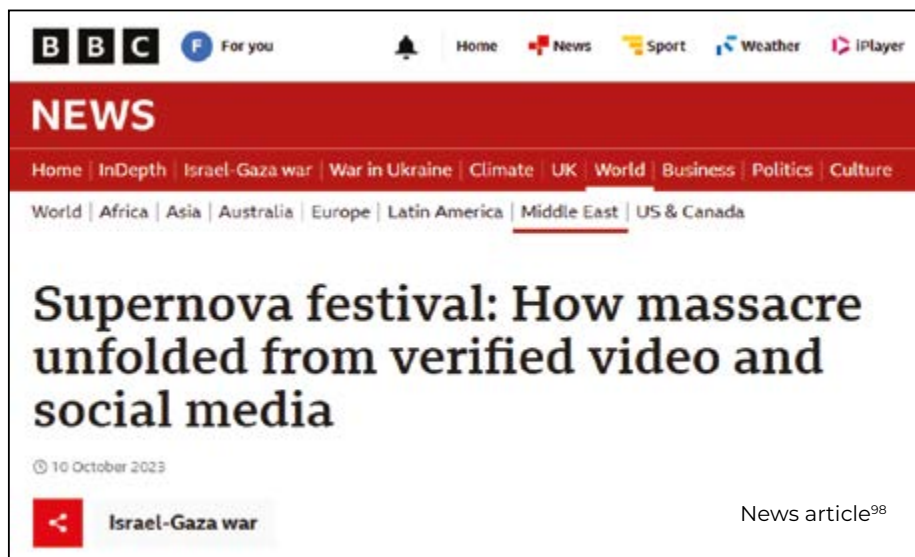 BBC F For you Home News Sport Weather iPlayer
NEWS
Home | InDepth | Israel-Gaza war | War in Ukraine | Climate | UK | World | Business | Politics | Culture
World | Africa | Asia | Australia | Europe | Latin America | Middle East | US & Canada
Supernova festival: How massacre
unfolded from verified video and
social media
10 October 2023
Israel-Gaza war
News article⁹⁸